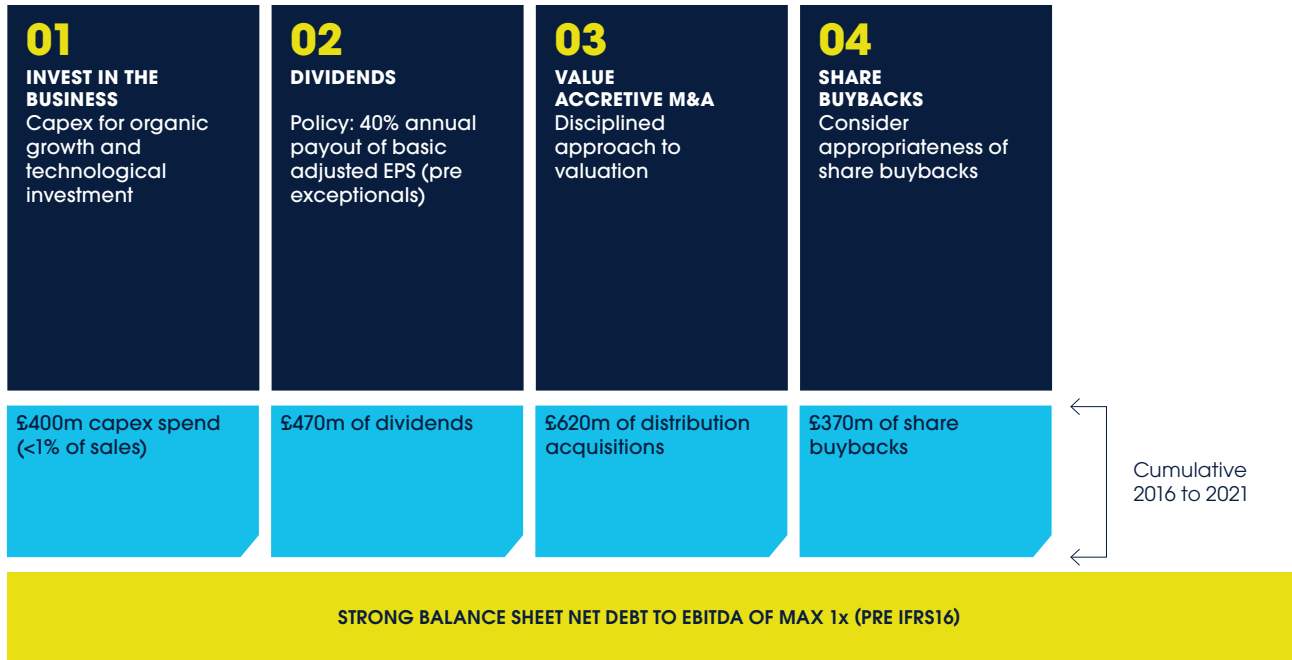 01
INVEST IN THE
BUSINESS
Capex for organic
growth and
technological
investment
02
DIVIDENDS
Policy: 40% annual
payout of basic
adjusted EPS (pre
exceptionals)
03
VALUE
ACCRETIVE M&A
Disciplined
approach to
valuation
04
SHARE
BUYBACKS
Consider
appropriateness of
share buybacks
£400m capex spend
(<1% of sales)
£470m of dividends
£620m of distribution
acquisitions
£370m of share
buybacks
Cumulative
2016 to 2021
STRONG BALANCE SHEET NET DEBT TO EBITDA OF MAX 1x (PRE IFRS16)